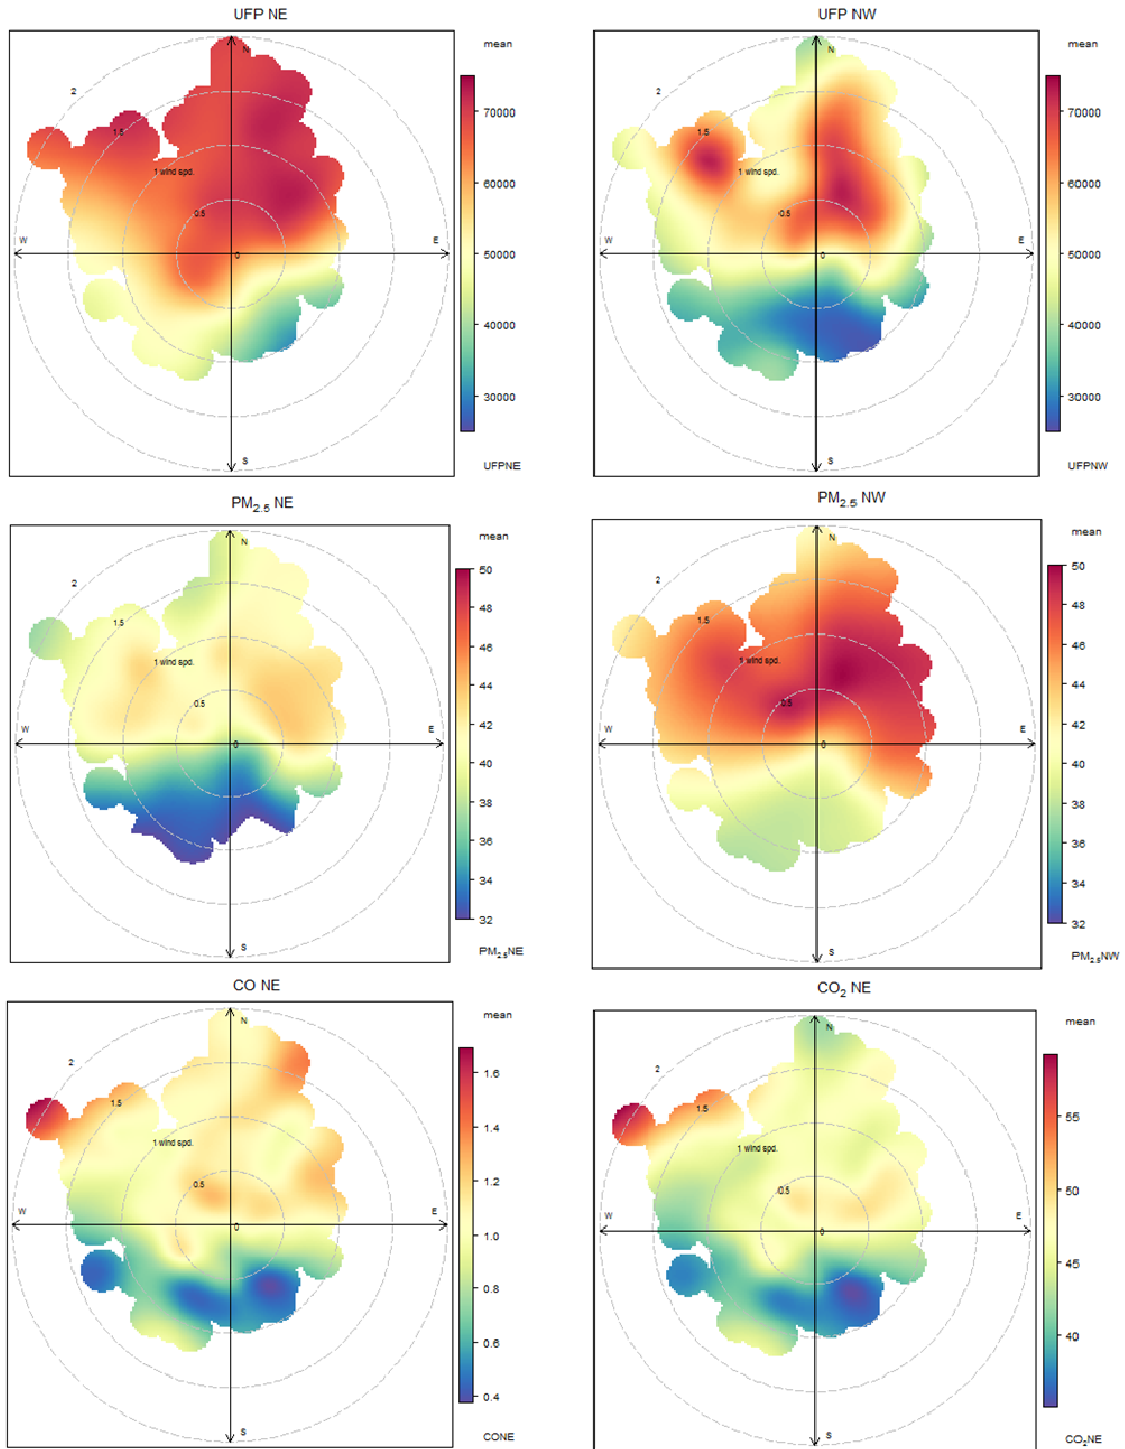 UFP NE
mean
N
2
1.5
1 wind spd.
0.5
W
E
0
S
70000
60000
50000
40000
30000
UFPNE
UFP NW
mean
N
2
1.5
1 wind spd.
0.5
W
E
0
S
70000
60000
50000
40000
30000
UFPNW
PM2.5 NE
mean
N
2
1.5
1 wind spd.
0.5
W
E
0
S
50
48
46
44
42
40
38
36
34
32
PM2.5NE
PM2.5 NW
mean
N
2
1.5
1 wind spd.
0.5
W
E
0
S
50
48
46
44
42
40
38
36
34
32
PM2.5NW
CO NE
mean
N
2
1.5
1 wind spd.
0.5
W
E
0
S
1.6
1.4
1.2
1.0
0.8
0.6
0.4
CONE
CO2 NE
mean
N
2
1.5
1 wind spd.
0.5
W
E
0
S
55
50
45
40
CO2NE